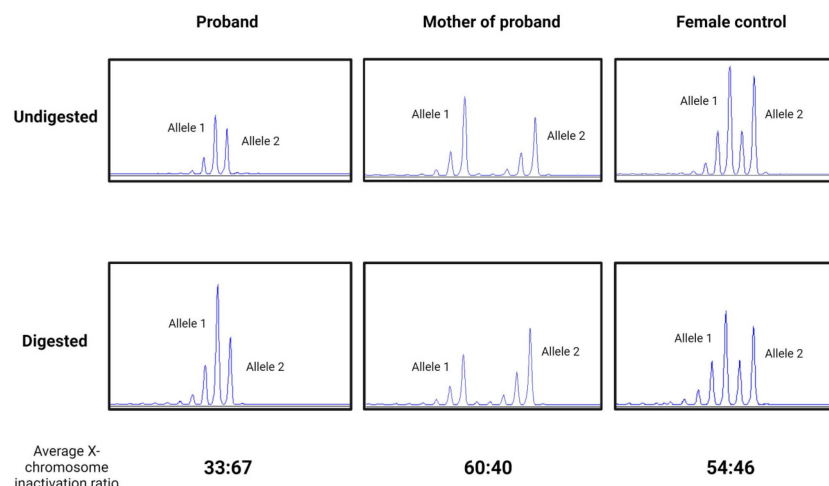 Proband
Mother of proband
Female control
Undigested
Allele 1
Allele 2
Allele 1
Allele 2
Allele 1
Allele 2
Digested
Allele 1
Allele 2
Allele 1
Allele 2
Allele 1
Allele 2
Average X-
chromosome
inactivation ratio
33:67
60:40
54:46